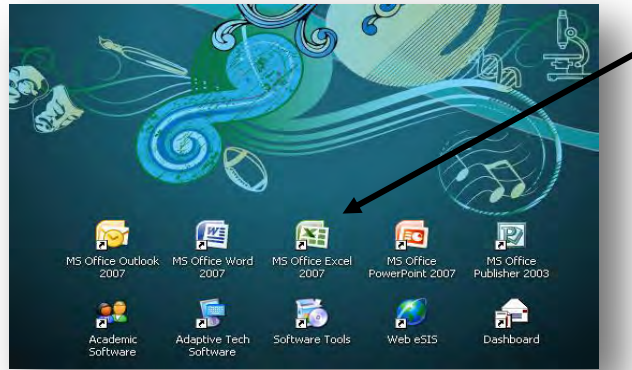 MS Office Outlook
2007
MS Office Word
2007
MS Office Excel
2007
MS Office
PowerPoint 2007
MS Office
Publisher 2003
Academic
Software
Adaptive Tech
Software
Software Tools
Web eSIS
Dashboard